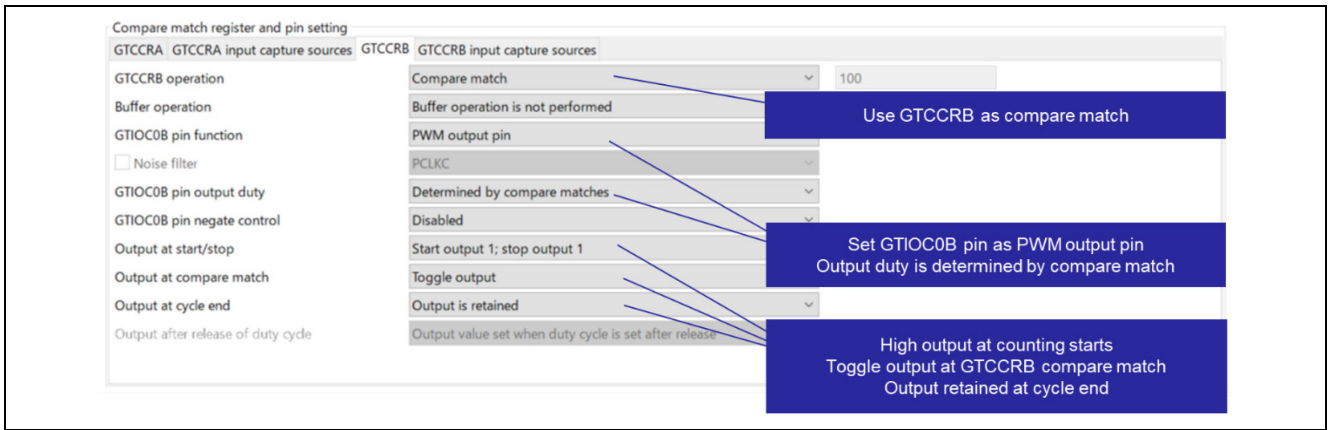 Compare match register and pin setting
GTCCRA GTCCRA input capture sources GTCCRB GTCCRB input capture sources
GTCCRB operation Compare match 100
Buffer operation Buffer operation is not performed
Use GTCCRB as compare match
GTIOC0B pin function PWM output pin
Noise filter PCLKC
GTIOC0B pin output duty Determined by compare matches
GTIOC0B pin negate control Disabled
Output at start/stop Start output 1; stop output 1
Set GTIOC0B pin as PWM output pin
Output duty is determined by compare match
Output at compare match Toggle output
Output at cycle end Output is retained
Output after release of duty cycle Output value set when duty cycle is set after release
High output at counting starts
Toggle output at GTCCRB compare match
Output retained at cycle end